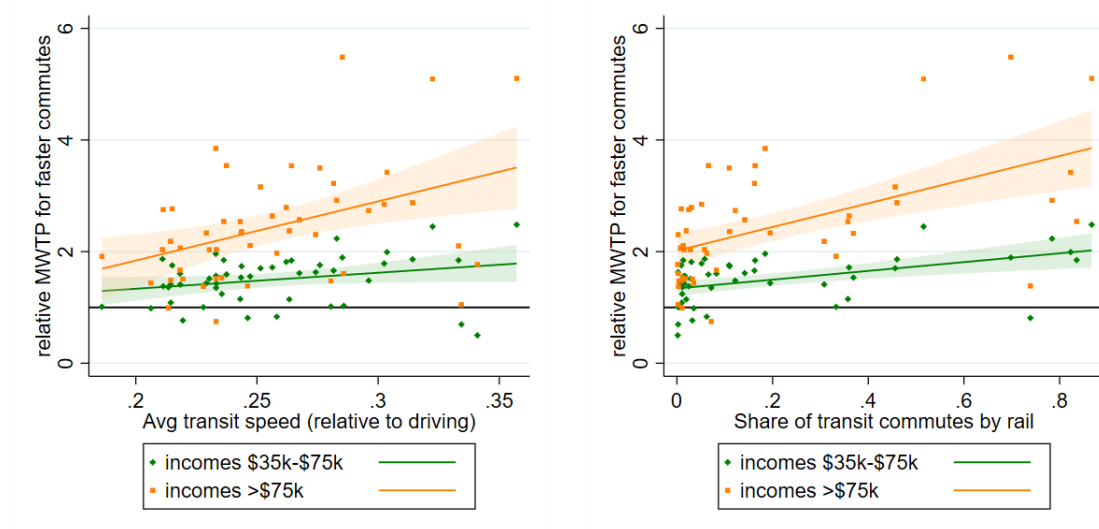 relative MWTP for faster commutes
6
4
2
0
.2 .25 .3 .35
Avg transit speed (relative to driving)
incomes $35k-$75k
incomes >$75k
relative MWTP for faster commutes
6
4
2
0
0 .2 .4 .6 .8
Share of transit commutes by rail
incomes $35k-$75k
incomes >$75k